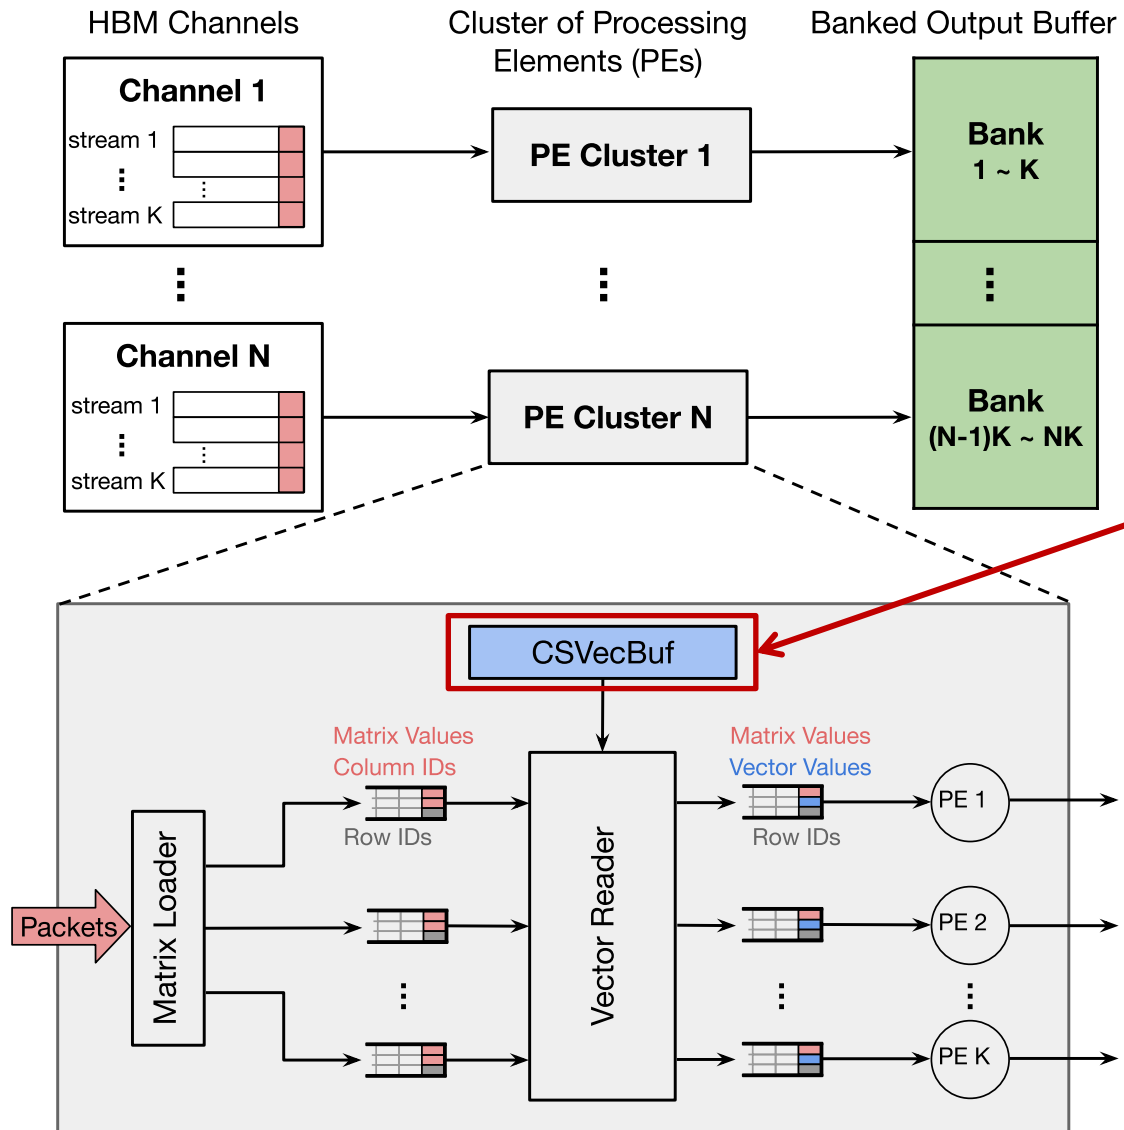 HBM Channels
Cluster of Processing
Elements (PEs)
Banked Output Buffer
Channel 1
stream 1
stream K
PE Cluster 1
Bank
1 ~ K
Channel N
stream 1
stream K
PE Cluster N
Bank
(N-1)K ~ NK
CSVecBuf
Matrix Values
Column IDs
Row IDs
Matrix Values
Vector Values
Row IDs
Packets
Matrix Loader
Vector Reader
PE 1
PE 2
PE K